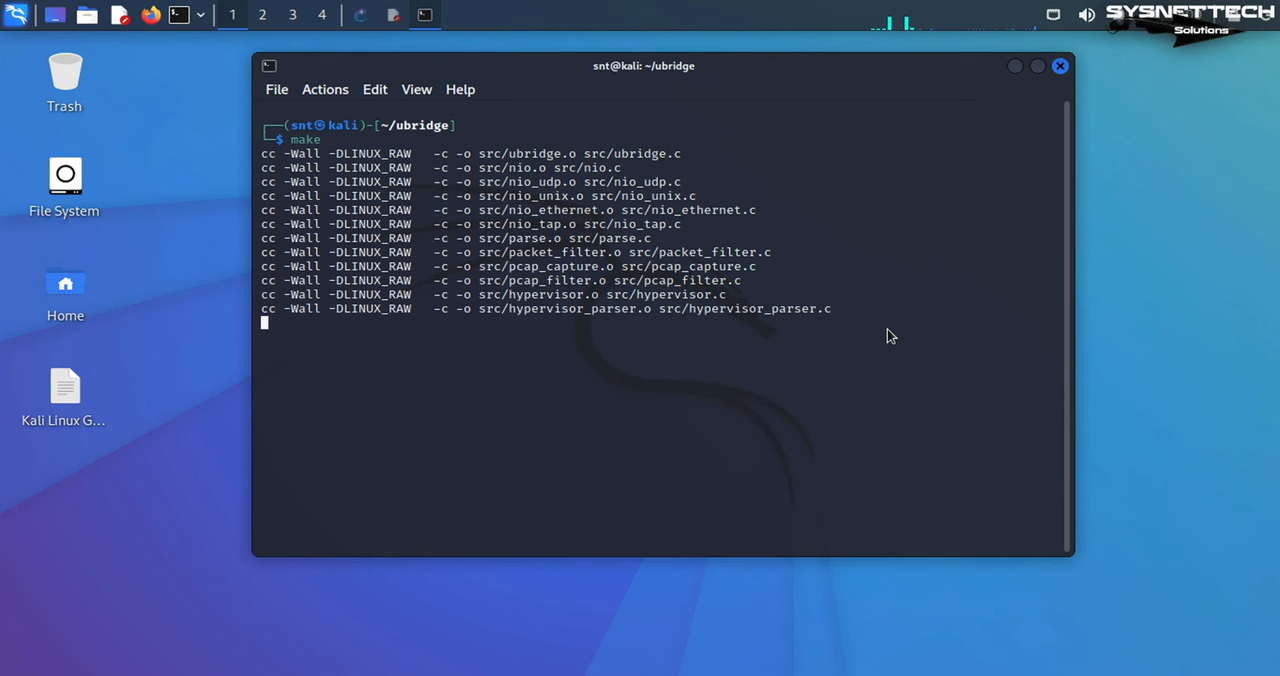 1 2 3 4
SYSNETTECH
Solutions
snt@kali: ~/ubridge
File Actions Edit View Help
Trash
File System
Home
Kali Linux G...
┌──(snt㉿kali)-[~/ubridge]
└─$ make
cc -Wall -DLINUX_RAW   -c -o src/ubridge.o src/ubridge.c
cc -Wall -DLINUX_RAW   -c -o src/nio.o src/nio.c
cc -Wall -DLINUX_RAW   -c -o src/nio_udp.o src/nio_udp.c
cc -Wall -DLINUX_RAW   -c -o src/nio_unix.o src/nio_unix.c
cc -Wall -DLINUX_RAW   -c -o src/nio_ethernet.o src/nio_ethernet.c
cc -Wall -DLINUX_RAW   -c -o src/nio_tap.o src/nio_tap.c
cc -Wall -DLINUX_RAW   -c -o src/parse.o src/parse.c
cc -Wall -DLINUX_RAW   -c -o src/packet_filter.o src/packet_filter.c
cc -Wall -DLINUX_RAW   -c -o src/pcap_capture.o src/pcap_capture.c
cc -Wall -DLINUX_RAW   -c -o src/pcap_filter.o src/pcap_filter.c
cc -Wall -DLINUX_RAW   -c -o src/hypervisor.o src/hypervisor.c
cc -Wall -DLINUX_RAW   -c -o src/hypervisor_parser.o src/hypervisor_parser.c